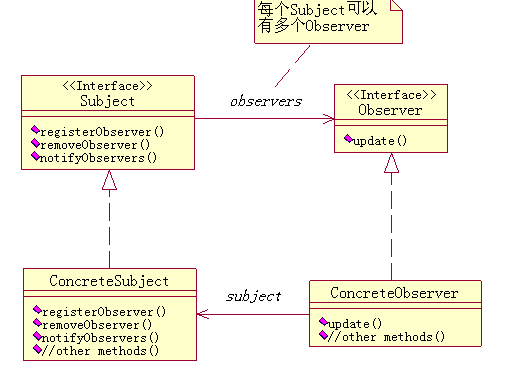 每个Subject可以
有多个Observer
<<Interface>>
Subject
registerObserver()
removeObserver()
notifyObservers()
observers
<<Interface>>
Observer
update()
ConcreteSubject
registerObserver()
removeObserver()
notifyObservers()
//other methods()
subject
ConcreteObserver
update()
//other methods()